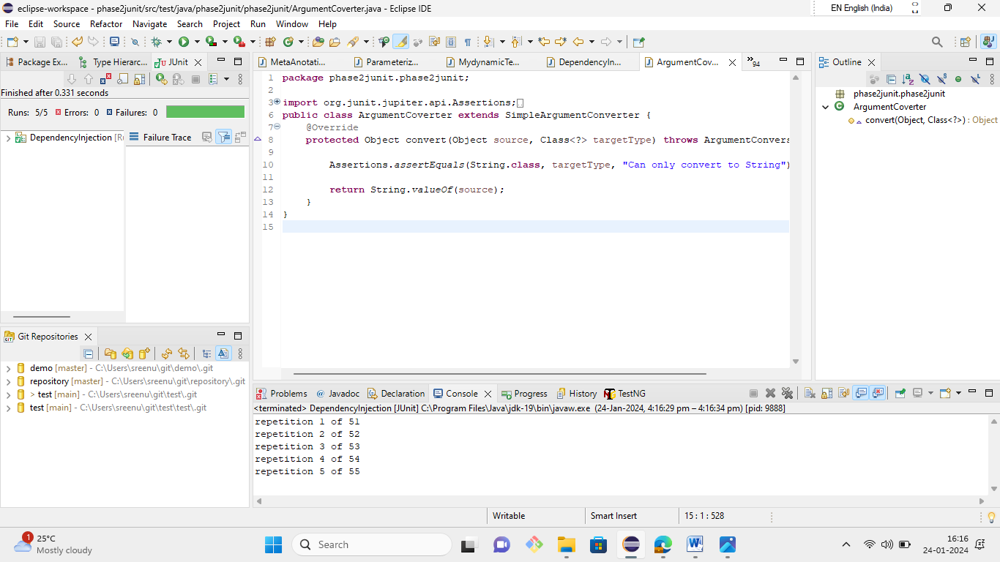 eclipse-workspace - phase2junit/src/test/java/phase2junit/phase2junit/ArgumentCoverter.java - Eclipse IDE
EN English (India)
File Edit Source Refactor Navigate Search Project Run Window Help
Package Ex... Type Hierarc... JUnit
Finished after 0.331 seconds
Runs: 5/5 Errors: 0 Failures: 0
DependencyInjection [Ru
Failure Trace
MetaAnotati... Parameteriz... MydynamicTe... DependencyIn... ArgumentCov... »94
1 package phase2junit.phase2junit;
2
3 import org.junit.jupiter.api.Assertions;
6 public class ArgumentCoverter extends SimpleArgumentConverter {
7 @Override
8 protected Object convert(Object source, Class<?> targetType) throws ArgumentConvers
9
10 Assertions.assertEquals(String.class, targetType, "Can only convert to String")
11
12 return String.valueOf(source);
13 }
14 }
15
Outline
phase2junit.phase2junit
ArgumentCoverter
convert(Object, Class<?>) : Object
Git Repositories
demo [master] - C:\Users\sreenu\git\demo\.git
repository [master] - C:\Users\sreenu\git\repository\.git
> test [main] - C:\Users\sreenu\git\test\.git
test [main] - C:\Users\sreenu\git\test\test\.git
Problems Javadoc Declaration Console Progress History TestNG
<terminated> DependencyInjection [JUnit] C:\Program Files\Java\jdk-19\bin\javaw.exe (24-Jan-2024, 4:16:29 pm – 4:16:34 pm) [pid: 9888]
repetition 1 of 51
repetition 2 of 52
repetition 3 of 53
repetition 4 of 54
repetition 5 of 55
Writable Smart Insert 15 : 1 : 528
1
25°C
Mostly cloudy
Search
16:16
24-01-2024